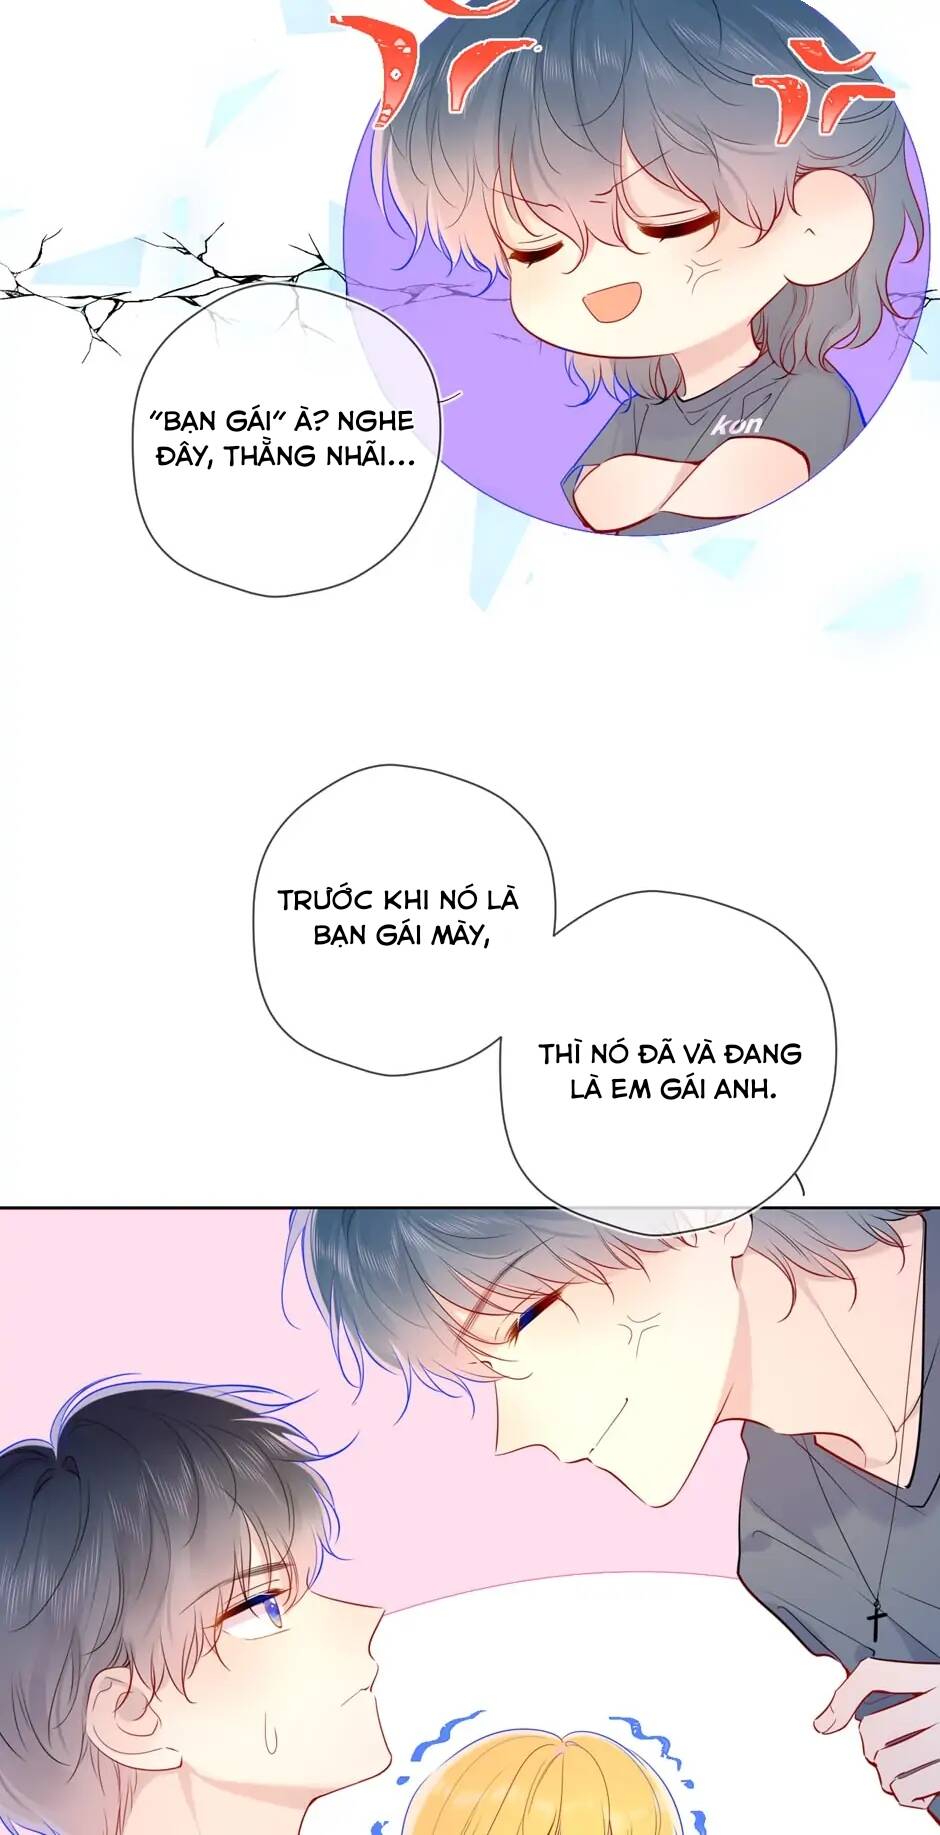 kon
"BẠN GÁI" À? NGHE
ĐÂY, THẰNG NHÃI...
TRƯỚC KHI NÓ LÀ
BẠN GÁI MÀY,
THÌ NÓ ĐÃ VÀ ĐANG
LÀ EM GÁI ANH.